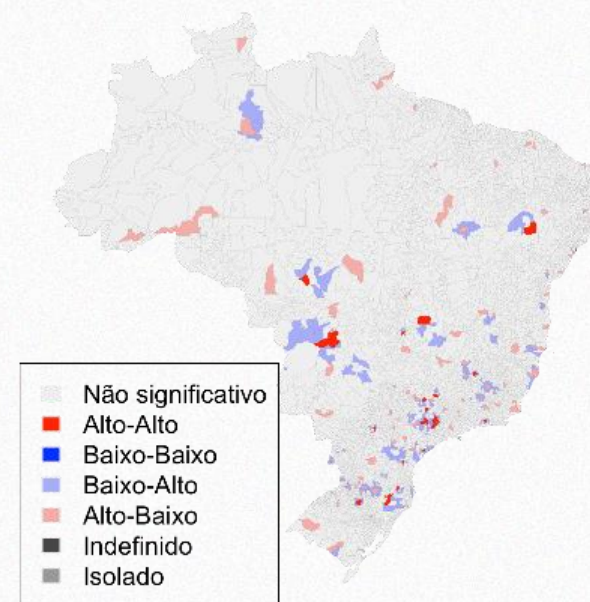 Não significativo
Alto-Alto
Baixo-Baixo
Baixo-Alto
Alto-Baixo
Indefinido
Isolado